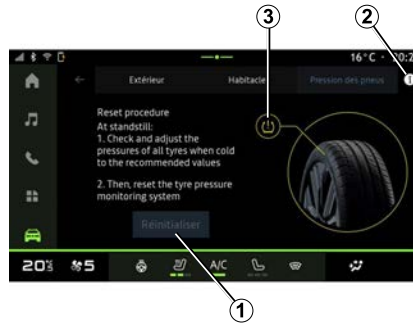 3
2
16°C
Extérieur
Habitacle
Pression des pneus
Reset procedure
At standstill:
1. Check and adjust the
pressures of all tyres when cold
to the recommended values
2. Then, reset the tyre pressure
monitoring system
Réinitialiser
5
A/C
1